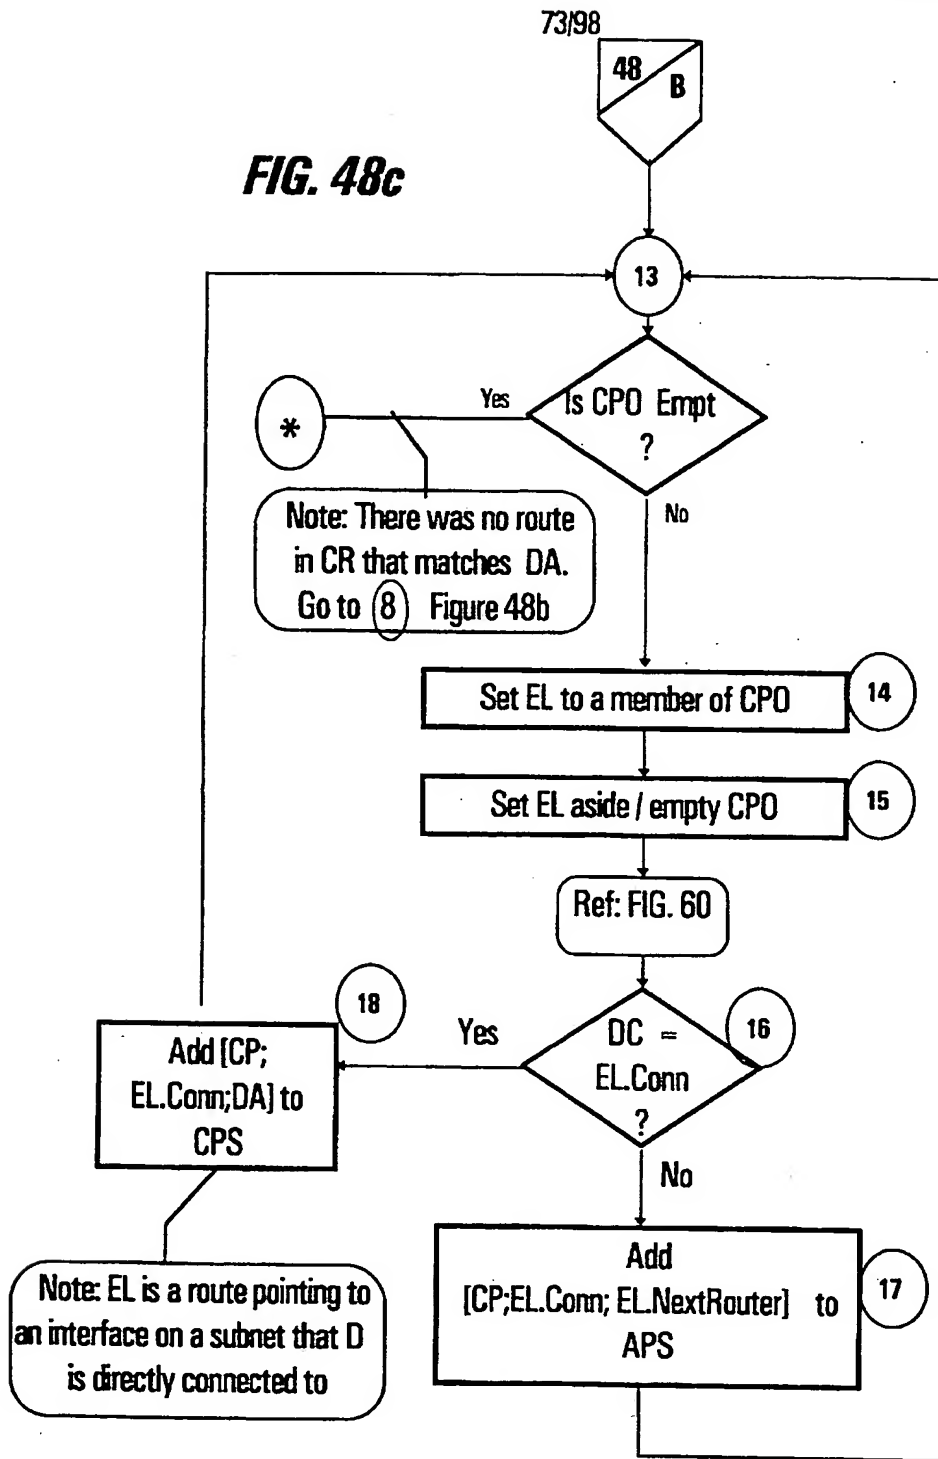 73/98
48
B
FIG. 48c
13
Is CPO Empt
?
Yes
No
*
Note: There was no route
in CR that matches DA.
Go to 8 Figure 48b
Set EL to a member of CPO
14
Set EL aside / empty CPO
15
Ref: FIG. 60
DC =
EL.Conn
?
16
Yes
No
18
Add [CP;
EL.Conn;DA] to
CPS
Note: EL is a route pointing to
an interface on a subnet that D
is directly connected to
Add
[CP;EL.Conn; EL.NextRouter] to
APS
17